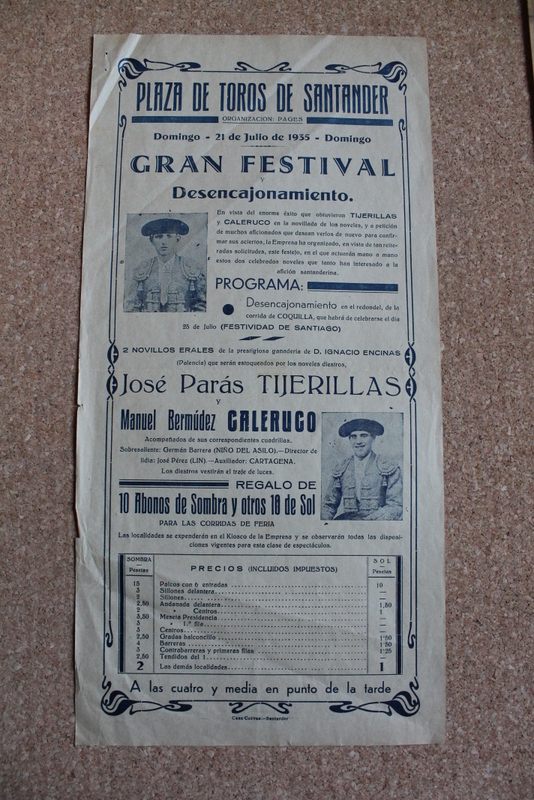 PLAZA DE TOROS DE SANTANDER
ORGANIZACION: PAGES
Domingo - 21 de Julio de 1935 - Domingo
GRAN FESTIVAL
Y
Desencajonamiento.
En vista del enorme éxito que obtuvieron TIJERILLAS
y CALERUCO en la novillada de los noveles, y a petición
de muchos aficionados que desean verlos de nuevo para confir-
mar sus aciertos, la Empresa ha organizado, en vista de tan reite-
radas solicitudes, este festejo, en el que actuarán mano a mano
estos dos celebrados noveles que tanto han interesado a la
afición santanderina.
PROGRAMA:
Desencajonamiento en el redondel, de la
corrida de COQUILLA, que habrá de celebrarse el día
25 de Julio (FESTIVIDAD DE SANTIAGO)
2 NOVILLOS ERALES de la prestigiosa ganadería de D. IGNACIO ENCINAS
(Palencia) que serán estoqueados por los noveles diestros,
José Parás TIJERILLAS
y
Manuel Bermúdez CALERUCO
Acompañados de sus correspondientes cuadrillas.
Sobresaliente: Germán Barrera (NIÑO DEL ASILO).—Director de
lidia: José Pérez (LIN).—Auxiliador: CARTAGENA.
Los diestros vestirán el traje de luces.
REGALO DE
10 Abonos de Sombra y otros 10 de Sol
PARA LAS CORRIDAS DE FERIA
Las localidades se expenderán en el Kiosco de la Empresa y se observarán todas las disposi-
ciones vigentes para esta clase de espectáculos.
SOMBRA PRECIOS (INCLUIDOS IMPUESTOS) SOL
Pesetas Pesetas
15 Palcos con 6 entradas 10
3 Sillones delantera —
2 Sillones —
2,50 Andanada delantera 1,50
2 » Centros 1
3,50 Meseta Presidencia —
3 » 1.ª fila —
3 Centros —
2,50 Gradas balconcillo 1'50
4 Barreras 1'50
3 Contrabarreras y primeras filas 1'25
2,50 Tendidos del 1
2 Las demás localidades 1
A las cuatro y media en punto de la tarde